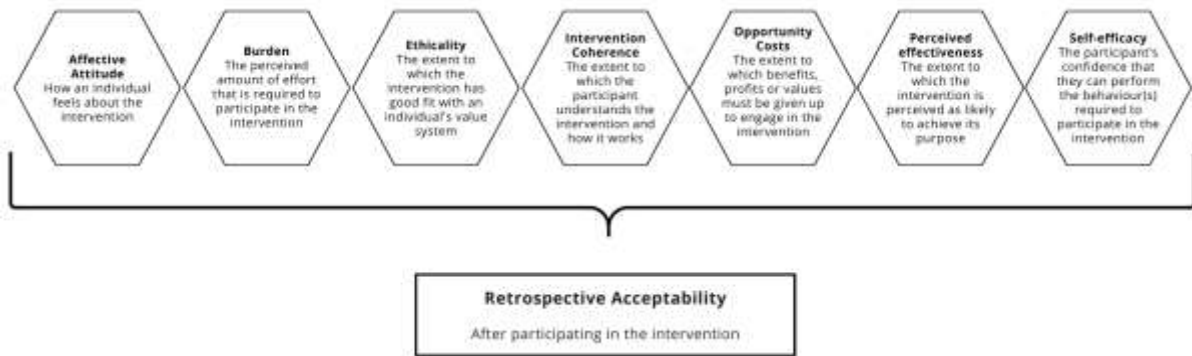 Affective
Attitude
How an individual
feels about the
intervention
Burden
The perceived
amount of effort
that is required to
participate in the
intervention
Ethicality
The extent to
which the
intervention has
good fit with an
individual's value
system
Intervention
Coherence
The extent to
which the
participant
understands the
intervention and
how it works
Opportunity
Costs
The extent to
which benefits,
profits or values
must be given up
to engage in the
intervention
Perceived
effectiveness
The extent to
which the
intervention is
perceived as likely
to achieve its
purpose
Self-efficacy
The participant's
confidence that
they can perform
the behaviour(s)
required to
participate in the
intervention
Retrospective Acceptability
After participating in the intervention